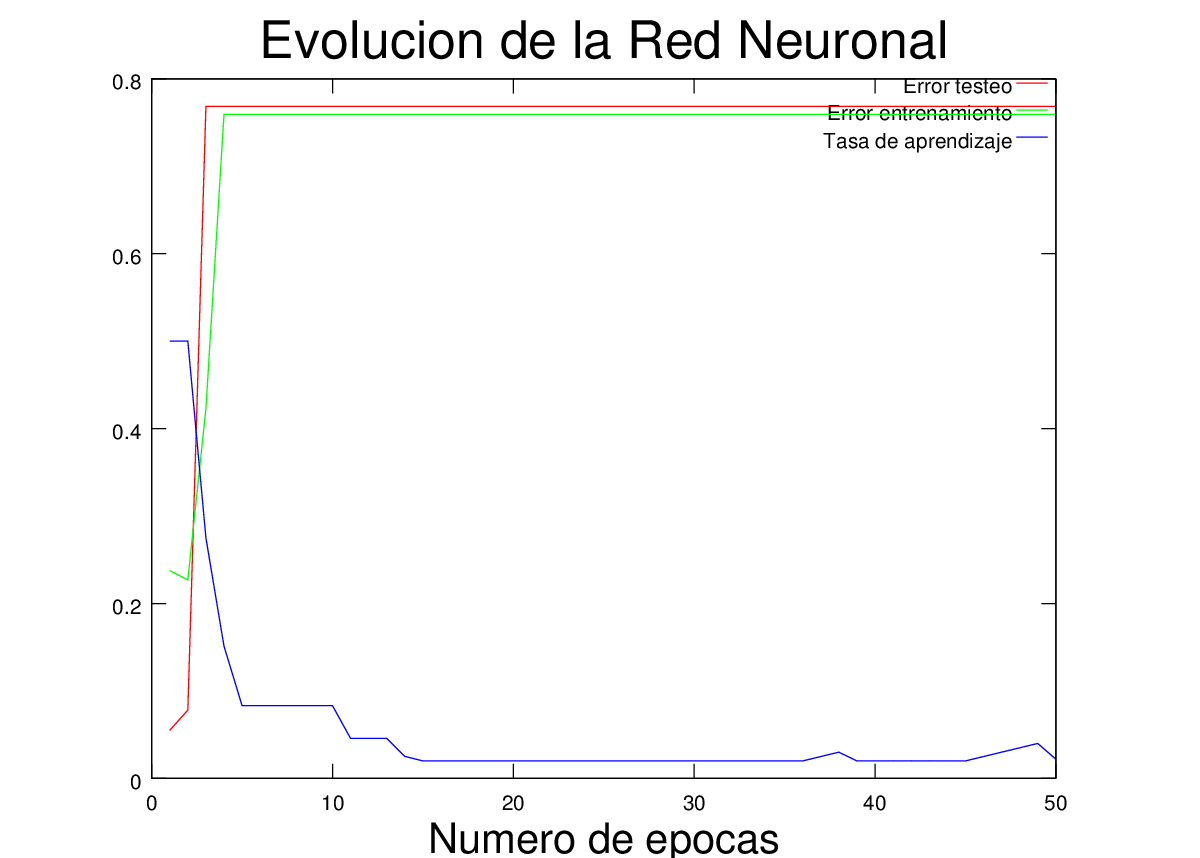 Evolucion de la Red Neuronal
0.8
0.6
0.4
0.2
0
Error testeo
Error entrenamiento
Tasa de aprendizaje
0 10 20 30 40 50
Numero de epocas